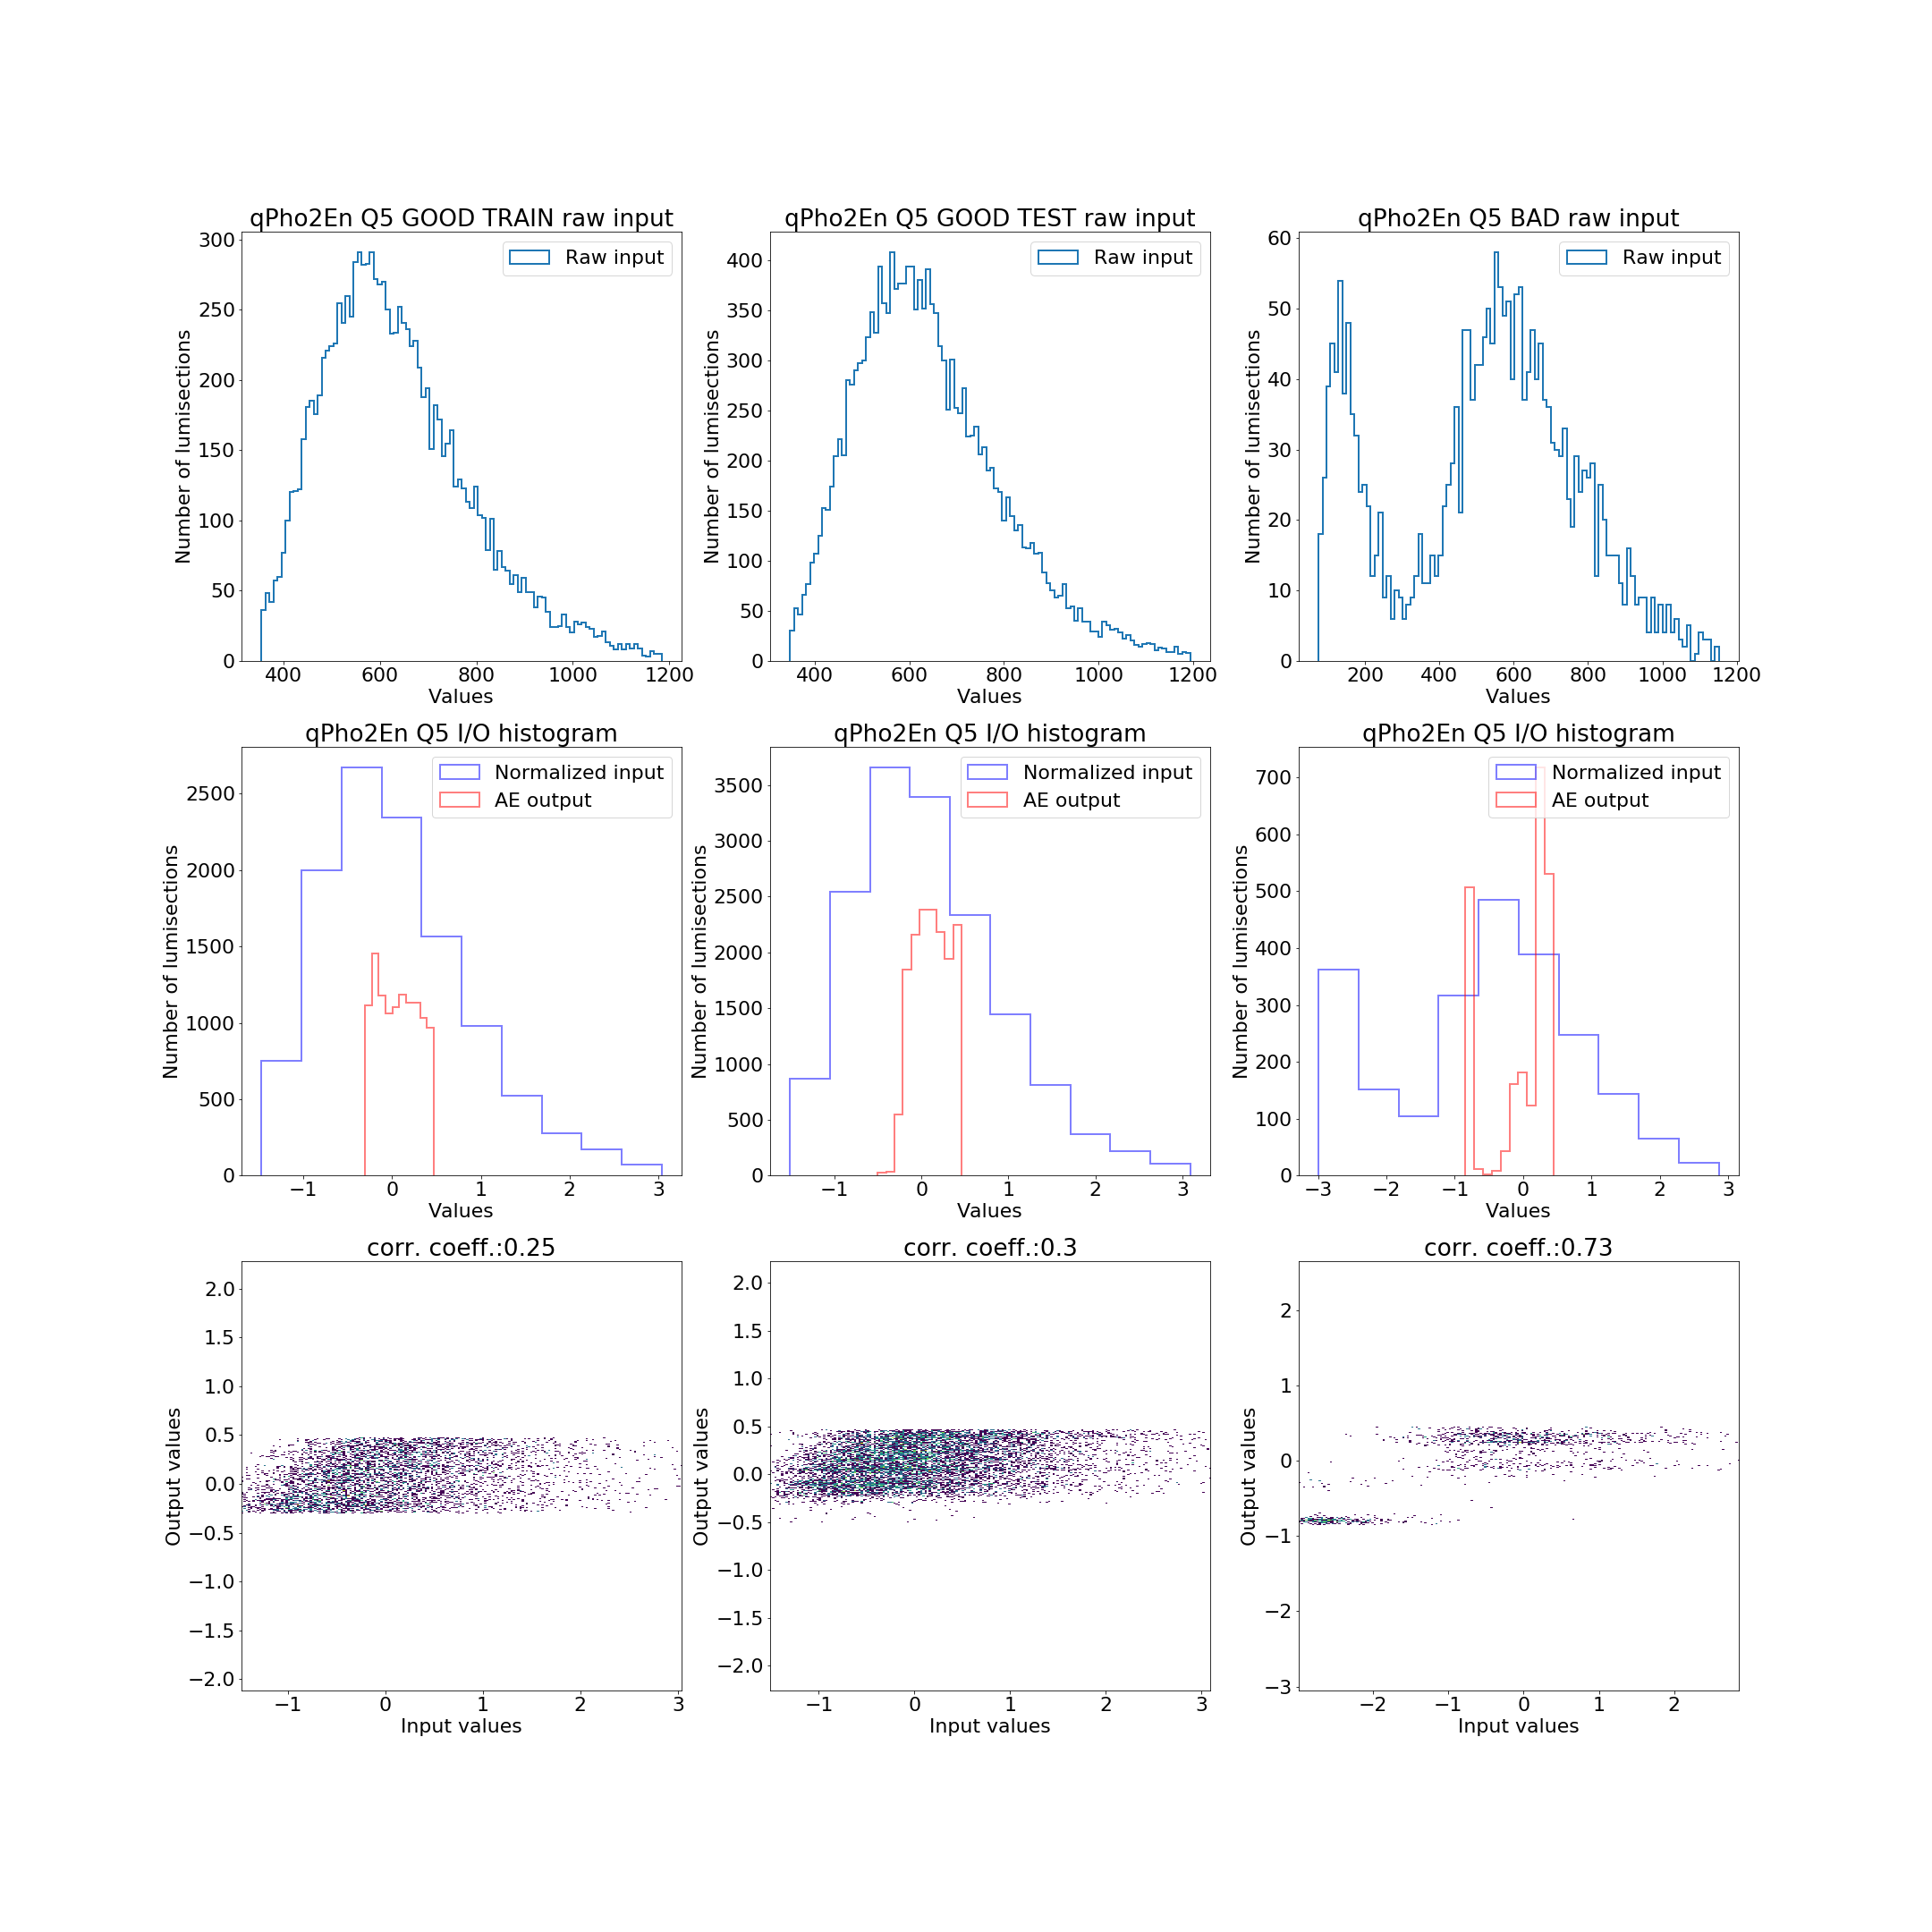 qPho2En Q5 GOOD TRAIN raw input
Number of lumisections
300
250
200
150
100
50
0
Raw input
400 600 800 1000 1200
Values
qPho2En Q5 GOOD TEST raw input
Number of lumisections
400
350
300
250
200
150
100
50
0
Raw input
400 600 800 1000 1200
Values
qPho2En Q5 BAD raw input
Number of lumisections
60
50
40
30
20
10
0
Raw input
200 400 600 800 1000 1200
Values
qPho2En Q5 I/O histogram
Number of lumisections
2500
2000
1500
1000
500
0
Normalized input
AE output
−1 0 1 2 3
Values
qPho2En Q5 I/O histogram
Number of lumisections
3500
3000
2500
2000
1500
1000
500
0
Normalized input
AE output
−1 0 1 2 3
Values
qPho2En Q5 I/O histogram
Number of lumisections
700
600
500
400
300
200
100
0
Normalized input
AE output
−3 −2 −1 0 1 2 3
Values
corr. coeff.:0.25
Output values
2.0
1.5
1.0
0.5
0.0
−0.5
−1.0
−1.5
−2.0
−1 0 1 2 3
Input values
corr. coeff.:0.3
Output values
2.0
1.5
1.0
0.5
0.0
−0.5
−1.0
−1.5
−2.0
−1 0 1 2 3
Input values
corr. coeff.:0.73
Output values
2
1
0
−1
−2
−3
−2 −1 0 1 2
Input values